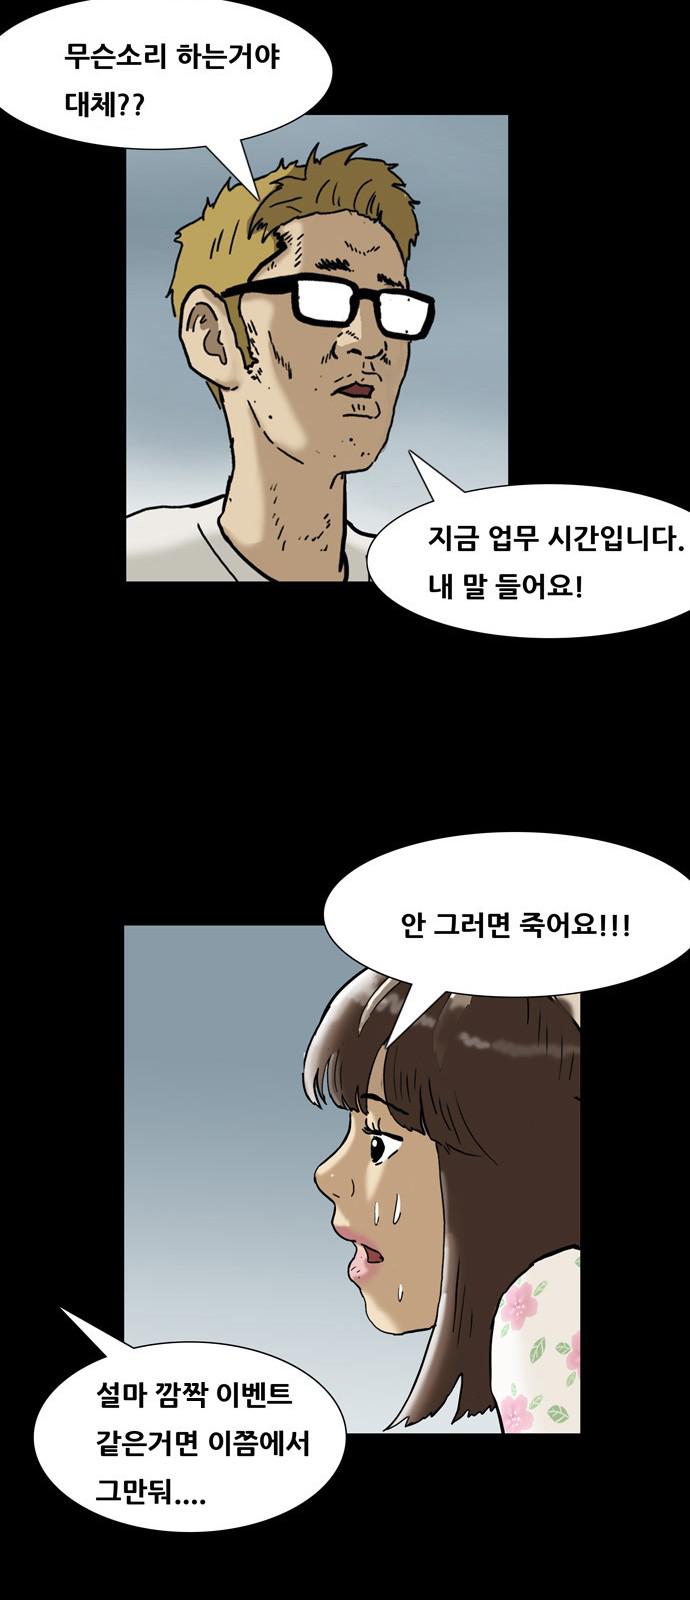 무슨소리 하는거야
대체??
지금 업무 시간입니다.
내 말 들어요!
안 그러면 죽어요!!!
설마 깜짝 이벤트
같은거면 이쯤에서
그만둬....